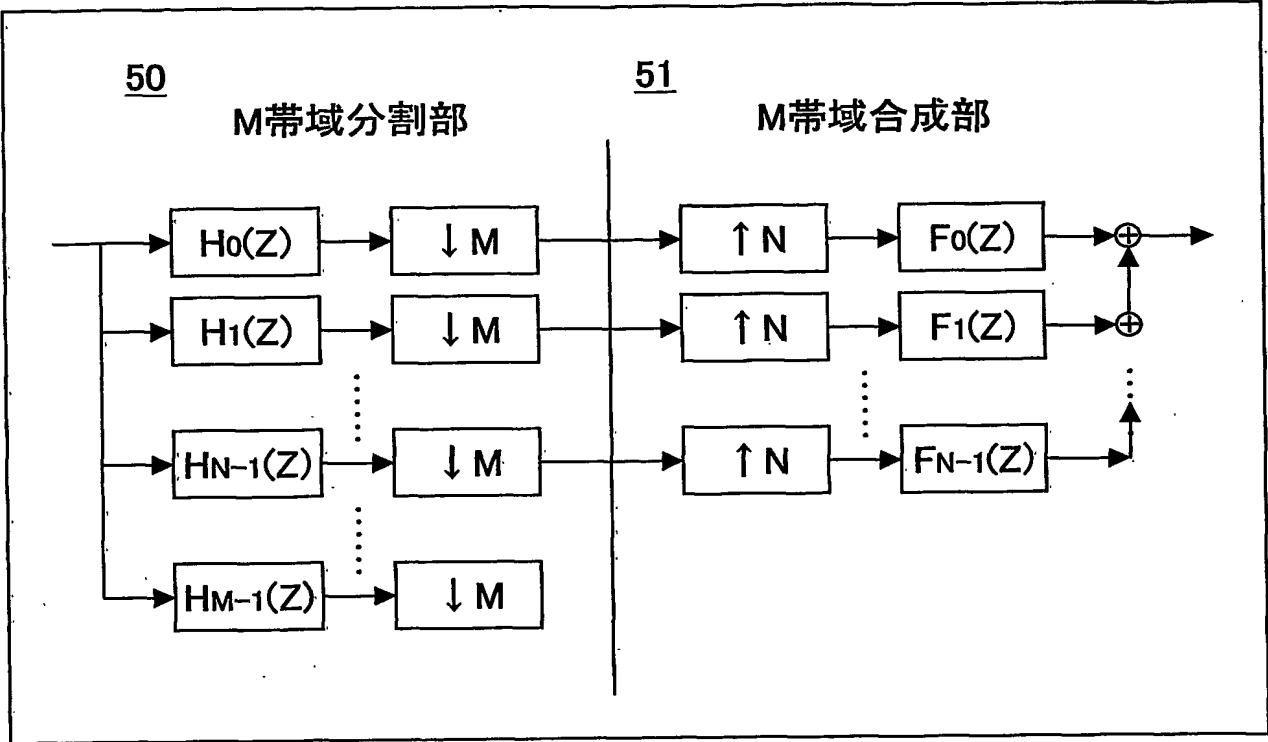 50
M帯域分割部
51
M帯域合成部
H0(Z)
↓M
↑N
F0(Z)
H1(Z)
↓M
↑N
F1(Z)
HN-1(Z)
↓M
↑N
FN-1(Z)
HM-1(Z)
↓M